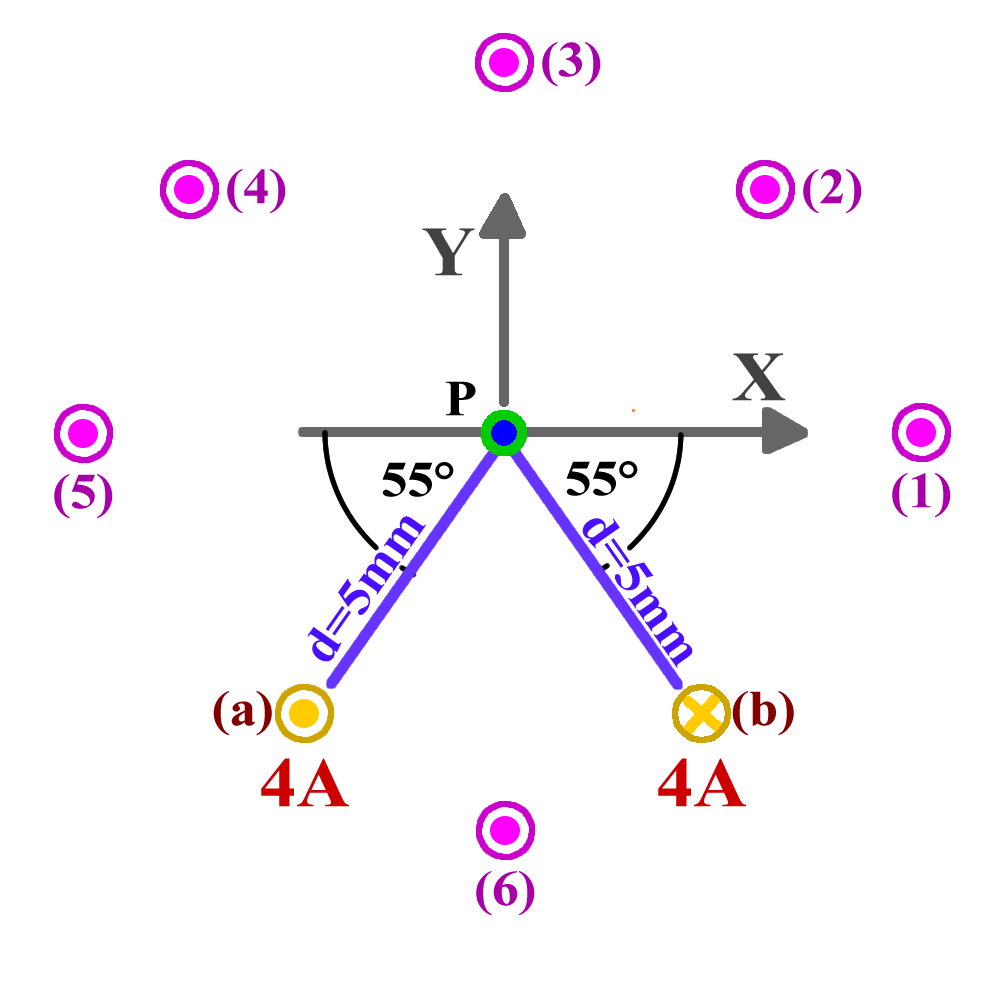 (3)
(4)
(2)
Y
X
P
55°
55°
(5)
(1)
d=5mm
d=5mm
(a)
(b)
4A
4A
(6)